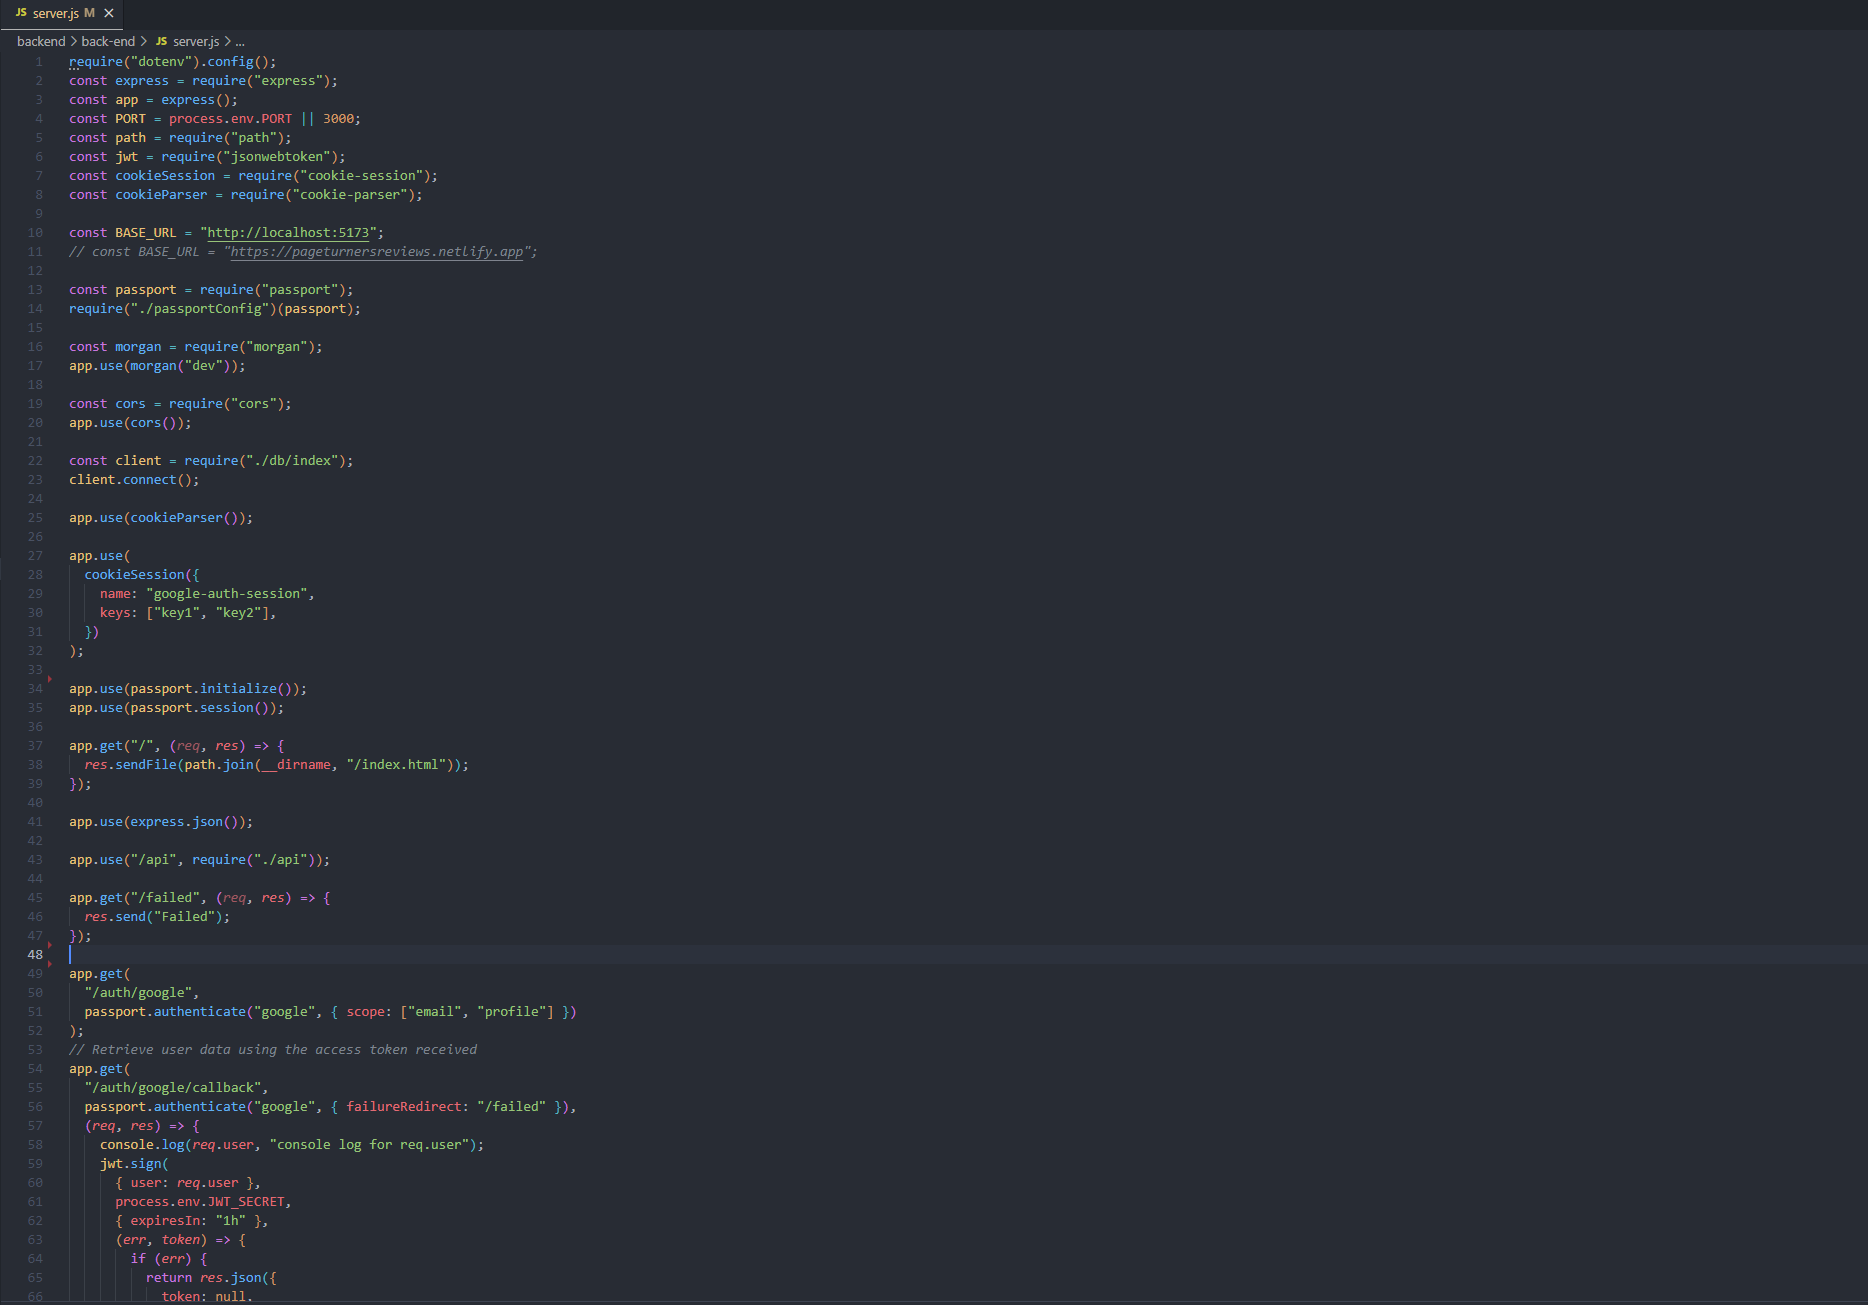 JS server.js M ×
backend > back-end > JS server.js > ...
1 require("dotenv").config();
2 const express = require("express");
3 const app = express();
4 const PORT = process.env.PORT || 3000;
5 const path = require("path");
6 const jwt = require("jsonwebtoken");
7 const cookieSession = require("cookie-session");
8 const cookieParser = require("cookie-parser");
9
10 const BASE_URL = "http://localhost:5173";
11 // const BASE_URL = "https://pageturnersreviews.netlify.app";
12
13 const passport = require("passport");
14 require("./passportConfig")(passport);
15
16 const morgan = require("morgan");
17 app.use(morgan("dev"));
18
19 const cors = require("cors");
20 app.use(cors());
21
22 const client = require("./db/index");
23 client.connect();
24
25 app.use(cookieParser());
26
27 app.use(
28   cookieSession({
29     name: "google-auth-session",
30     keys: ["key1", "key2"],
31   })
32 );
33
34 app.use(passport.initialize());
35 app.use(passport.session());
36
37 app.get("/", (req, res) => {
38   res.sendFile(path.join(__dirname, "/index.html"));
39 });
40
41 app.use(express.json());
42
43 app.use("/api", require("./api"));
44
45 app.get("/failed", (req, res) => {
46   res.send("Failed");
47 });
48
49 app.get(
50   "/auth/google",
51   passport.authenticate("google", { scope: ["email", "profile"] })
52 );
53 // Retrieve user data using the access token received
54 app.get(
55   "/auth/google/callback",
56   passport.authenticate("google", { failureRedirect: "/failed" }),
57   (req, res) => {
58     console.log(req.user, "console log for req.user");
59     jwt.sign(
60       { user: req.user },
61       process.env.JWT_SECRET,
62       { expiresIn: "1h" },
63       (err, token) => {
64         if (err) {
65           return res.json({
66             token: null,